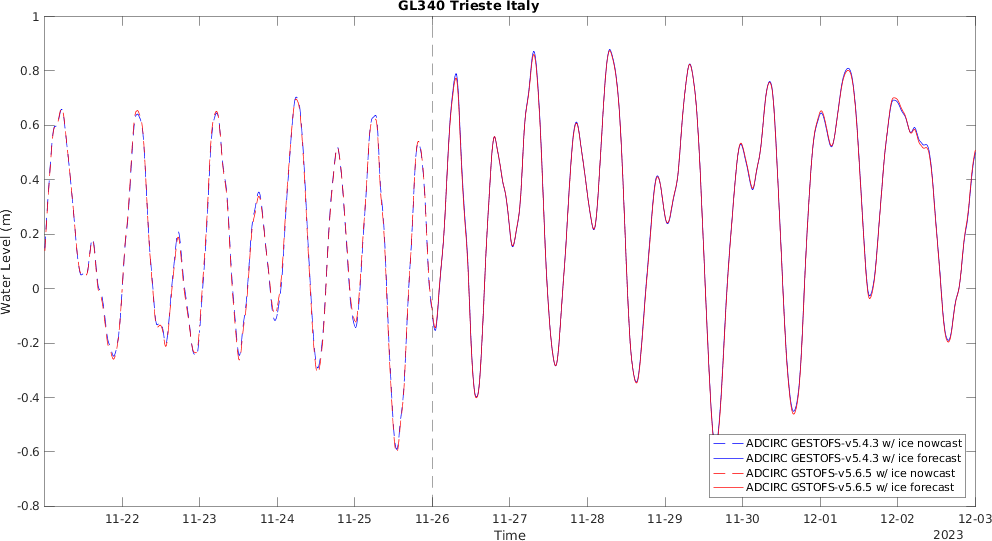 GL340 Trieste Italy
1
0.8
0.6
0.4
0.2
0
-0.2
-0.4
-0.6
-0.8
Water Level (m)
ADCIRC GESTOFS-v5.4.3 w/ ice nowcast
ADCIRC GESTOFS-v5.4.3 w/ ice forecast
ADCIRC GSTOFS-v5.6.5 w/ ice nowcast
ADCIRC GSTOFS-v5.6.5 w/ ice forecast
11-22 11-23 11-24 11-25 11-26 11-27 11-28 11-29 11-30 12-01 12-02 12-03
Time
2023